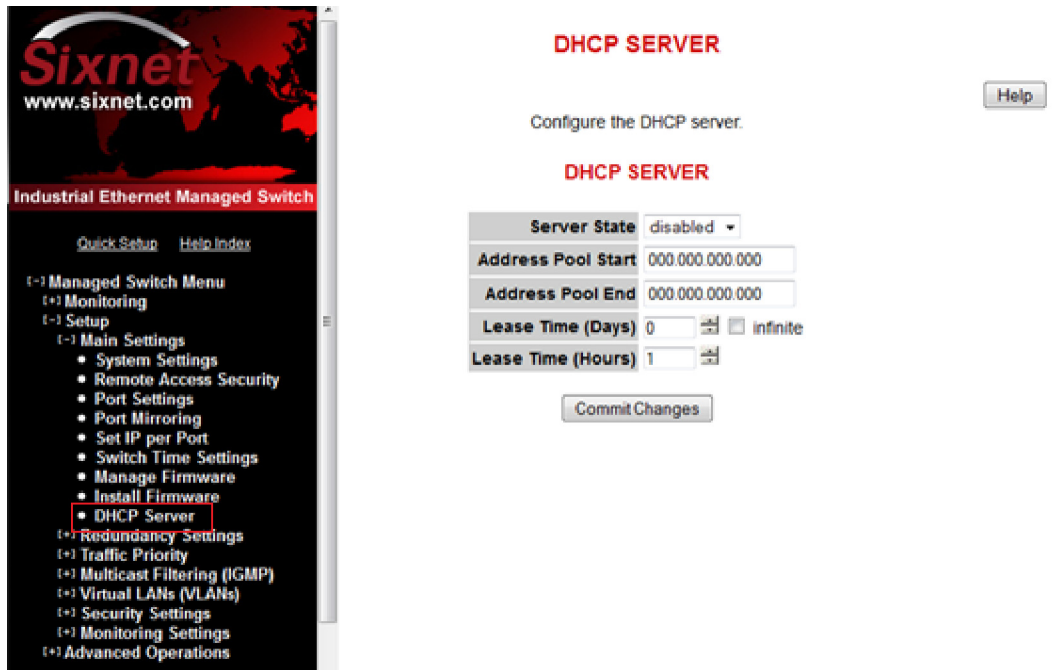 Sixnet
www.sixnet.com
Industrial Ethernet Managed Switch
Quick Setup Help Index
[-] Managed Switch Menu
[+] Monitoring
[-] Setup
[-] Main Settings
• System Settings
• Remote Access Security
• Port Settings
• Port Mirroring
• Set IP per Port
• Switch Time Settings
• Manage Firmware
• Install Firmware
• DHCP Server
[+] Redundancy Settings
[+] Traffic Priority
[+] Multicast Filtering (IGMP)
[+] Virtual LANs (VLANs)
[+] Security Settings
[+] Monitoring Settings
[+] Advanced Operations
DHCP SERVER
Help
Configure the DHCP server.
DHCP SERVER
Server State disabled
Address Pool Start 000.000.000.000
Address Pool End 000.000.000.000
Lease Time (Days) 0 infinite
Lease Time (Hours) 1
Commit Changes